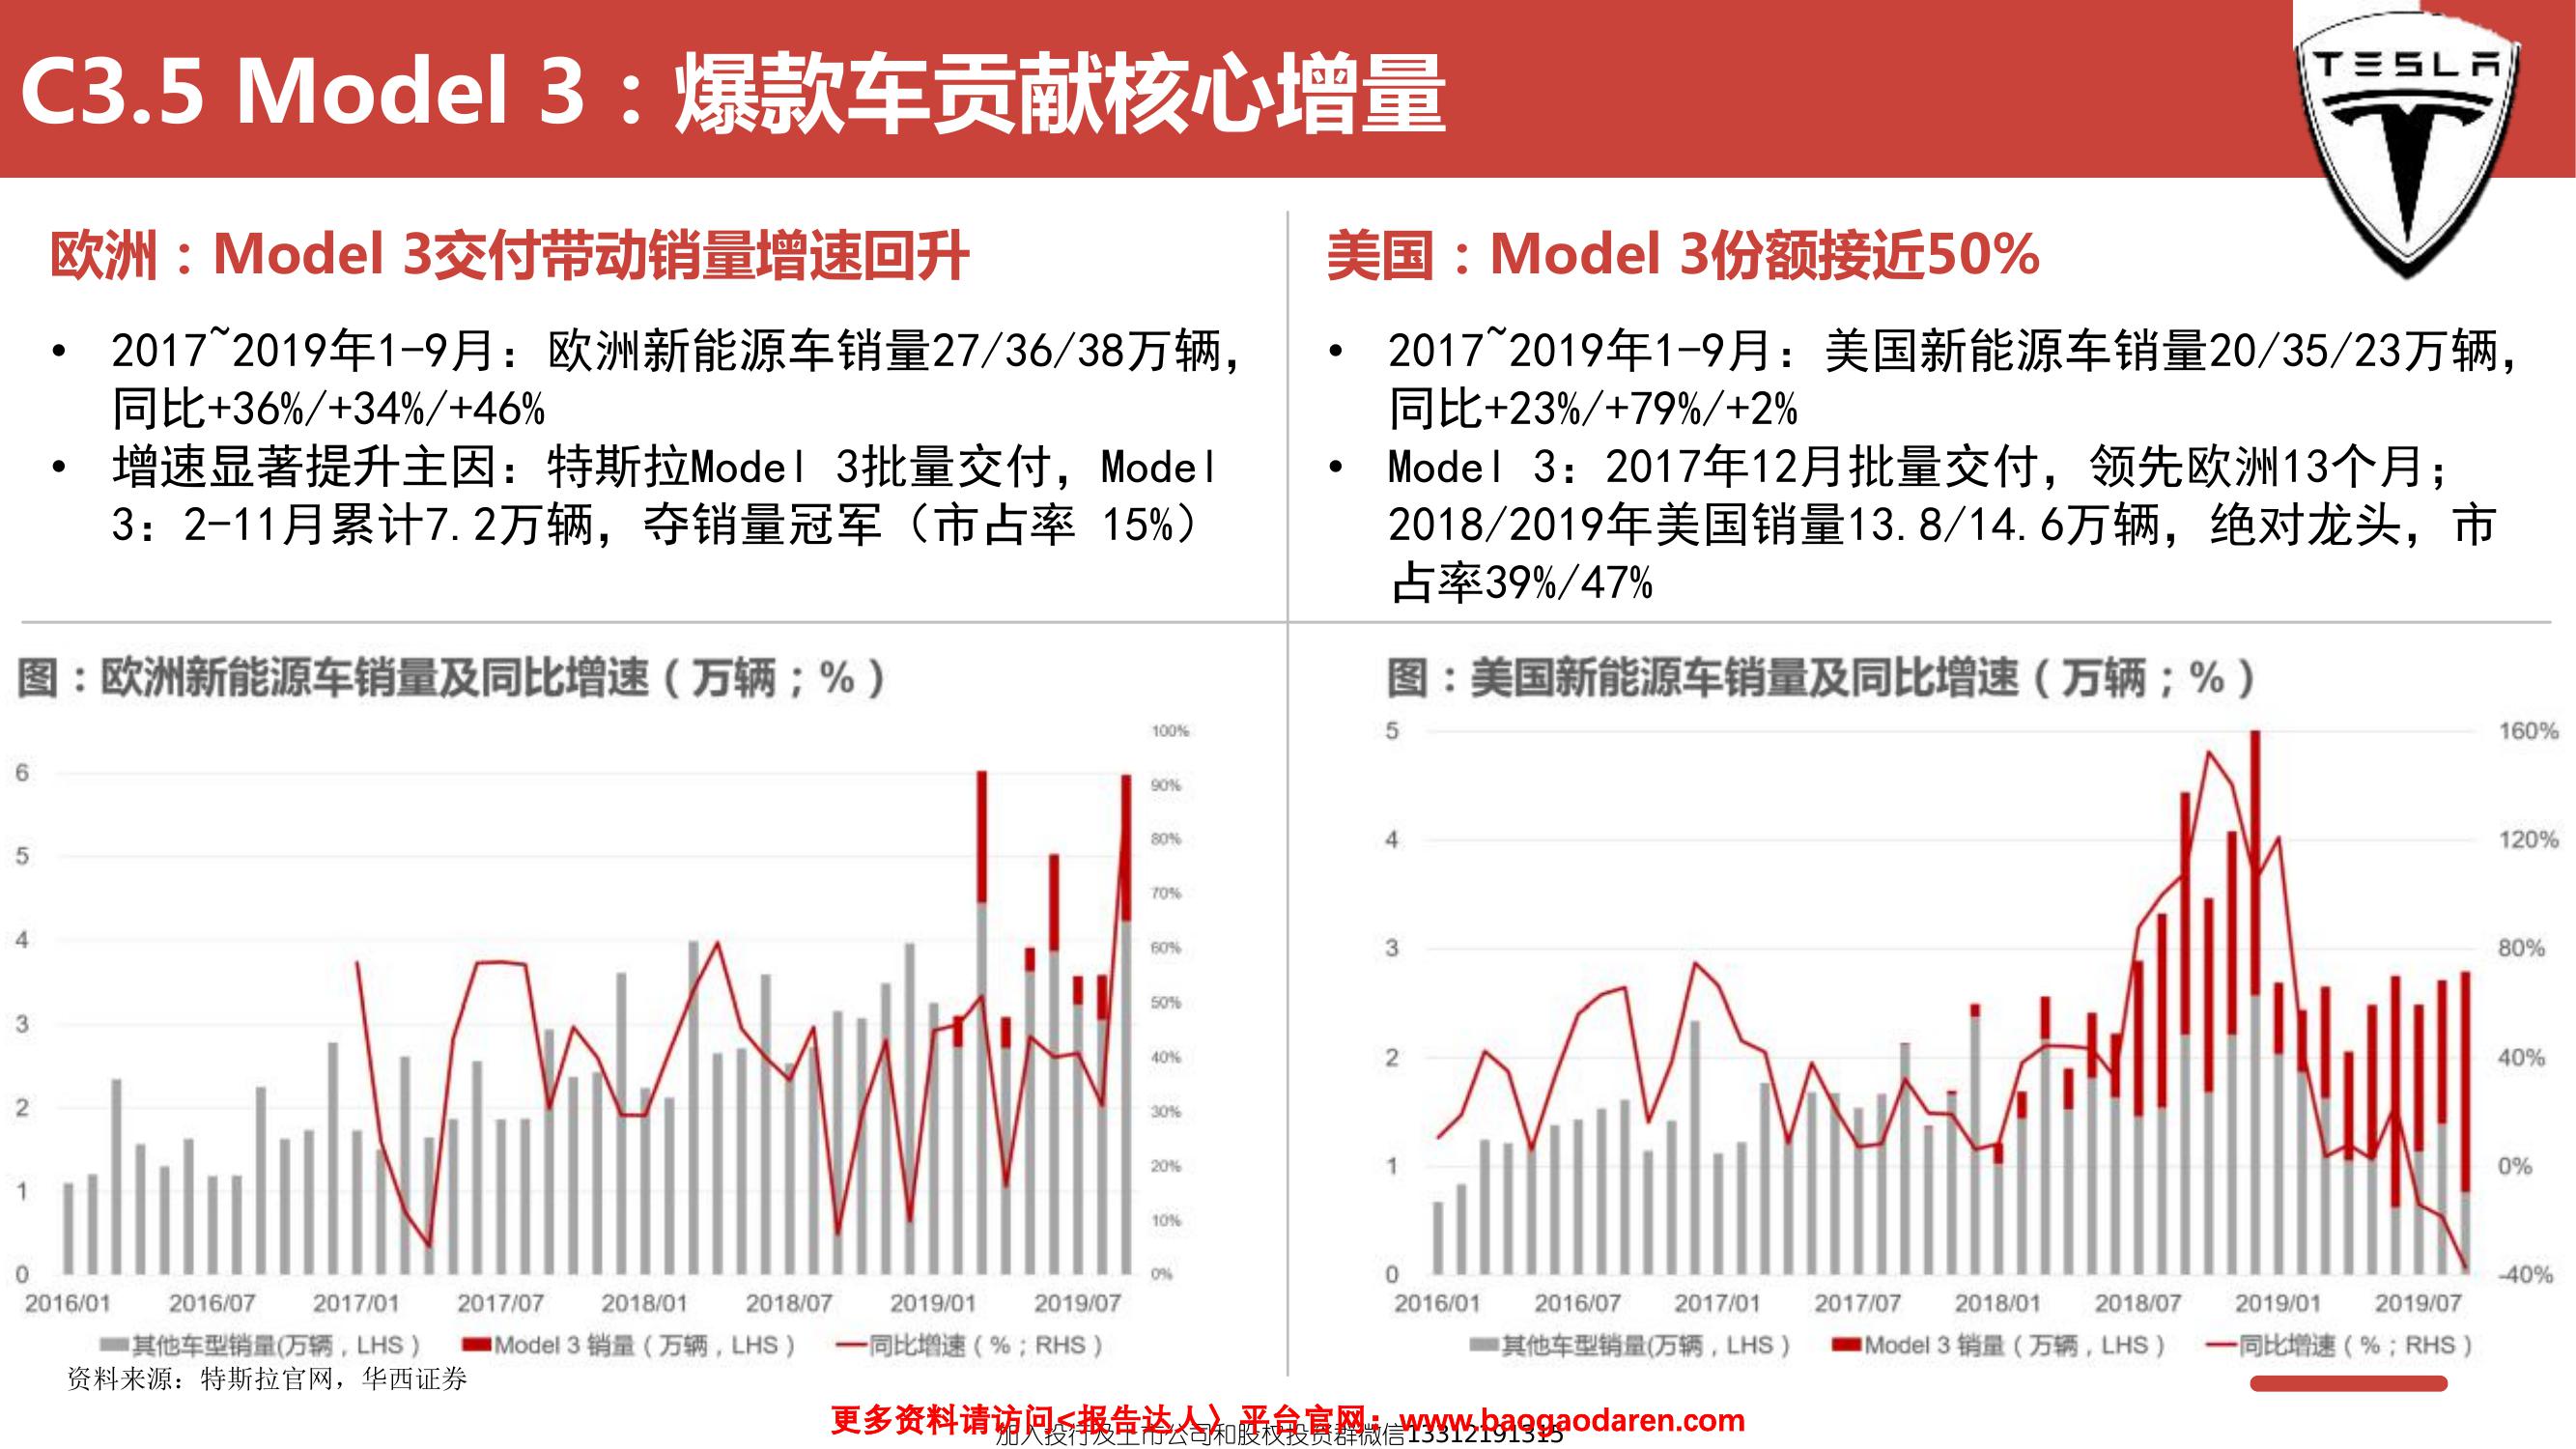 C3.5 Model 3：爆款车贡献核心增量
TESLA
欧洲：Model 3交付带动销量增速回升
• 2017~2019年1-9月：欧洲新能源车销量27/36/38万辆，
同比+36%/+34%/+46%
• 增速显著提升主因：特斯拉Model 3批量交付，Model
3：2-11月累计7.2万辆，夺销量冠军（市占率 15%）
美国：Model 3份额接近50%
• 2017~2019年1-9月：美国新能源车销量20/35/23万辆，
同比+23%/+79%/+2%
• Model 3：2017年12月批量交付，领先欧洲13个月；
2018/2019年美国销量13.8/14.6万辆，绝对龙头，市
占率39%/47%
图：欧洲新能源车销量及同比增速（万辆；%）
6
5
4
3
2
1
0
100%
90%
80%
70%
60%
50%
40%
30%
20%
10%
0%
2016/01 2016/07 2017/01 2017/07 2018/01 2018/07 2019/01 2019/07
其他车型销量(万辆，LHS） Model 3 销量（万辆，LHS） 同比增速（%；RHS）
图：美国新能源车销量及同比增速（万辆；%）
5
4
3
2
1
0
160%
120%
80%
40%
0%
-40%
2016/01 2016/07 2017/01 2017/07 2018/01 2018/07 2019/01 2019/07
其他车型销量(万辆，LHS） Model 3 销量（万辆，LHS） 同比增速（%；RHS）
资料来源：特斯拉官网，华西证券
更多资料请访问<报告达人〉平台官网：www.baogaodaren.com
加入投行及上市公司和股权投资群微信13312191315